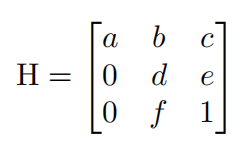 H = [a b c
0 d e
0 f 1]